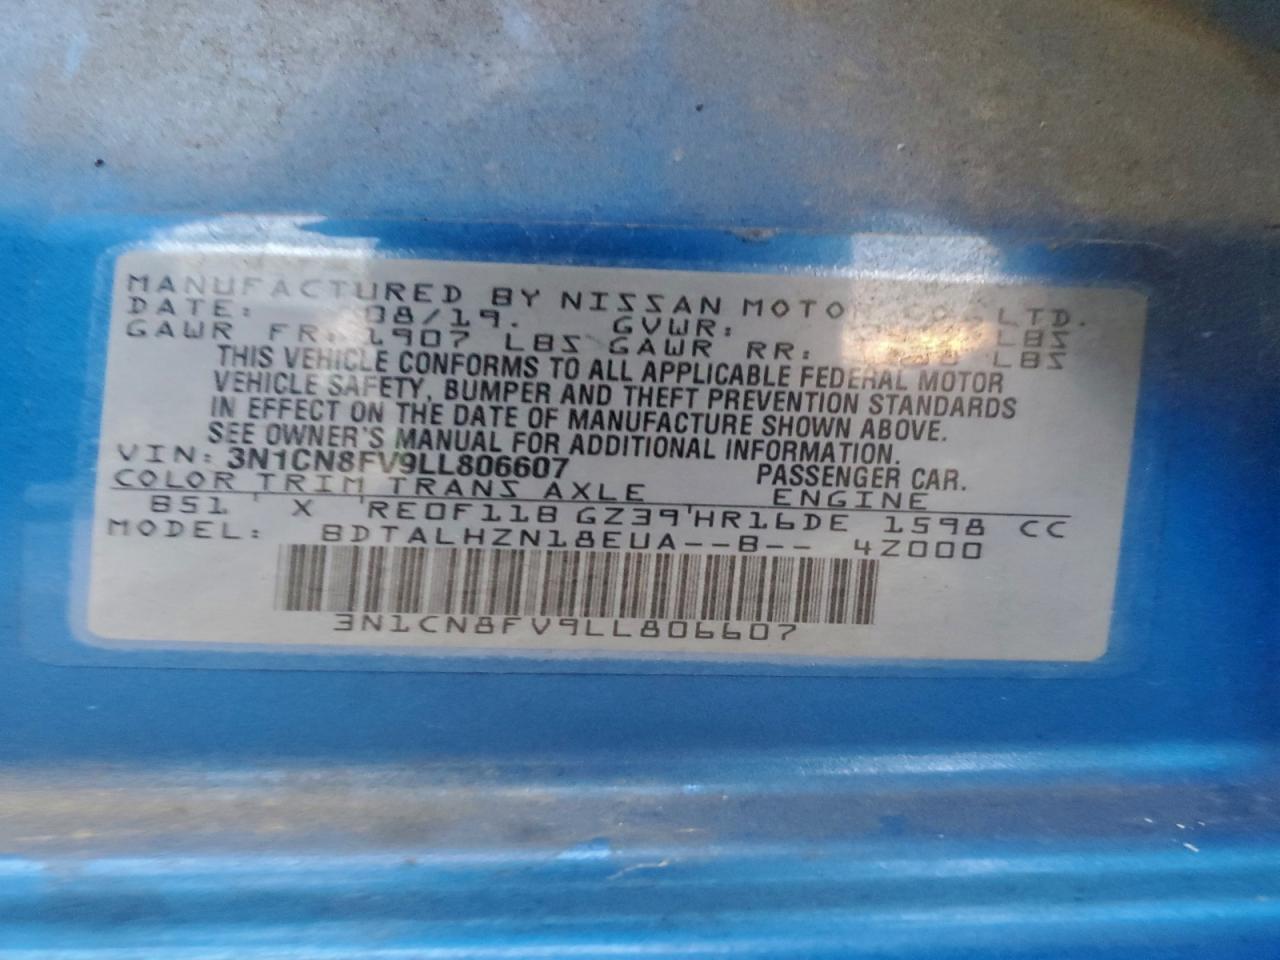 MANUFACTURED BY NISSAN MOTOR CO., LTD.
DATE: 08/19. GVWR: LBS
GAWR FR: 1907 LBS GAWR RR: LBS
THIS VEHICLE CONFORMS TO ALL APPLICABLE FEDERAL MOTOR
VEHICLE SAFETY, BUMPER AND THEFT PREVENTION STANDARDS
IN EFFECT ON THE DATE OF MANUFACTURE SHOWN ABOVE.
SEE OWNER'S MANUAL FOR ADDITIONAL INFORMATION.
VIN: 3N1CN8FV9LL806607 PASSENGER CAR.
COLOR TRIM TRANS AXLE ENGINE
B51 X RE0F11B GZ39 HR16DE 1598 CC
MODEL: BDTALHZN18EUA--B-- 4Z000
3N1CN8FV9LL806607